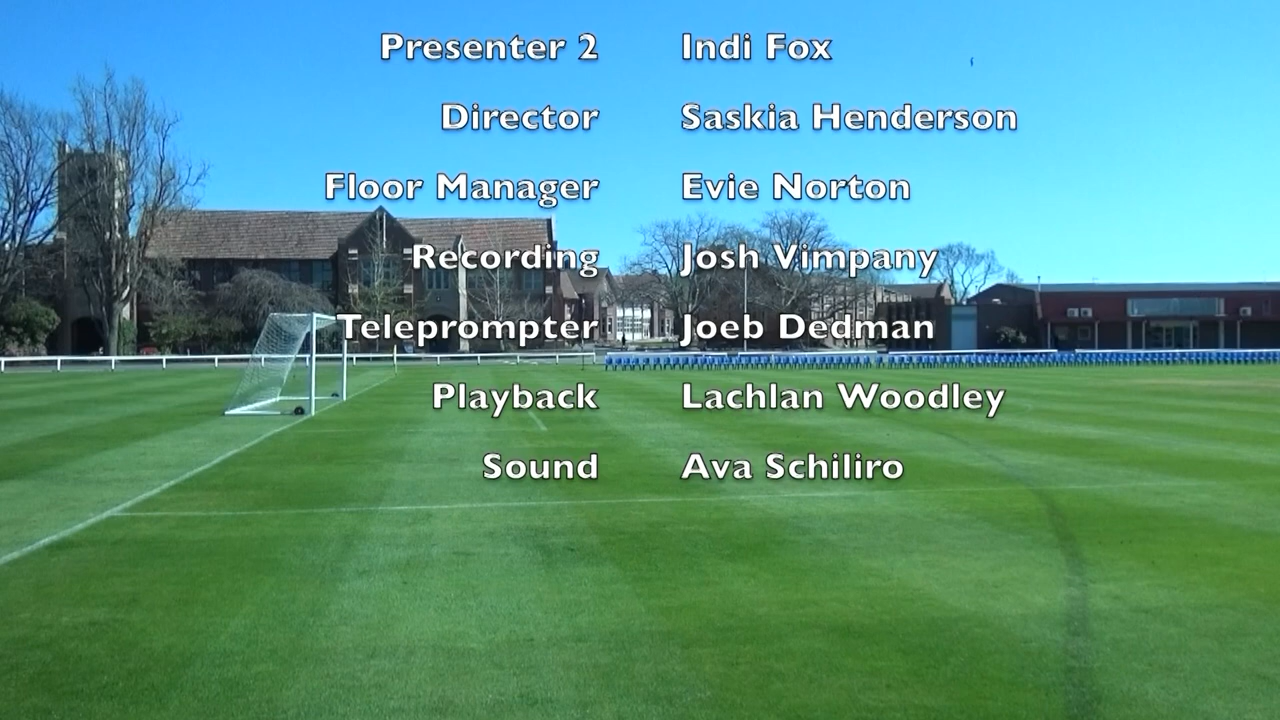 Presenter 2 Indi Fox
Director Saskia Henderson
Floor Manager Evie Norton
Recording Josh Vimpany
Teleprompter Joeb Dedman
Playback Lachlan Woodley
Sound Ava Schiliro